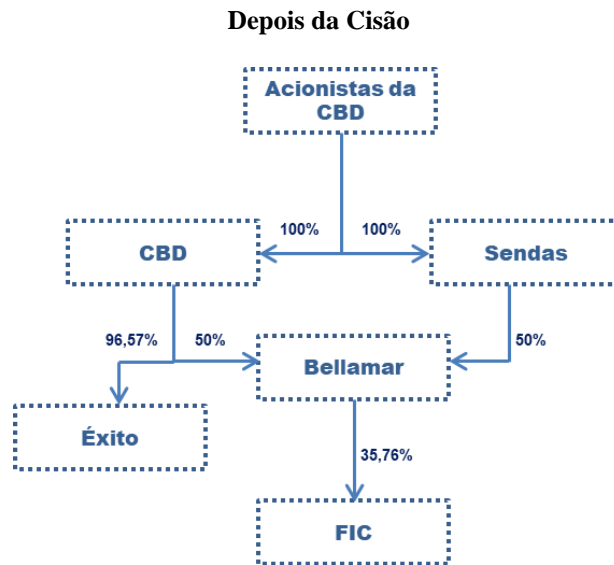 Depois da Cisão
Acionistas da
CBD
100%
100%
CBD
Sendas
96,57%
50%
50%
Bellamar
Éxito
35,76%
FIC